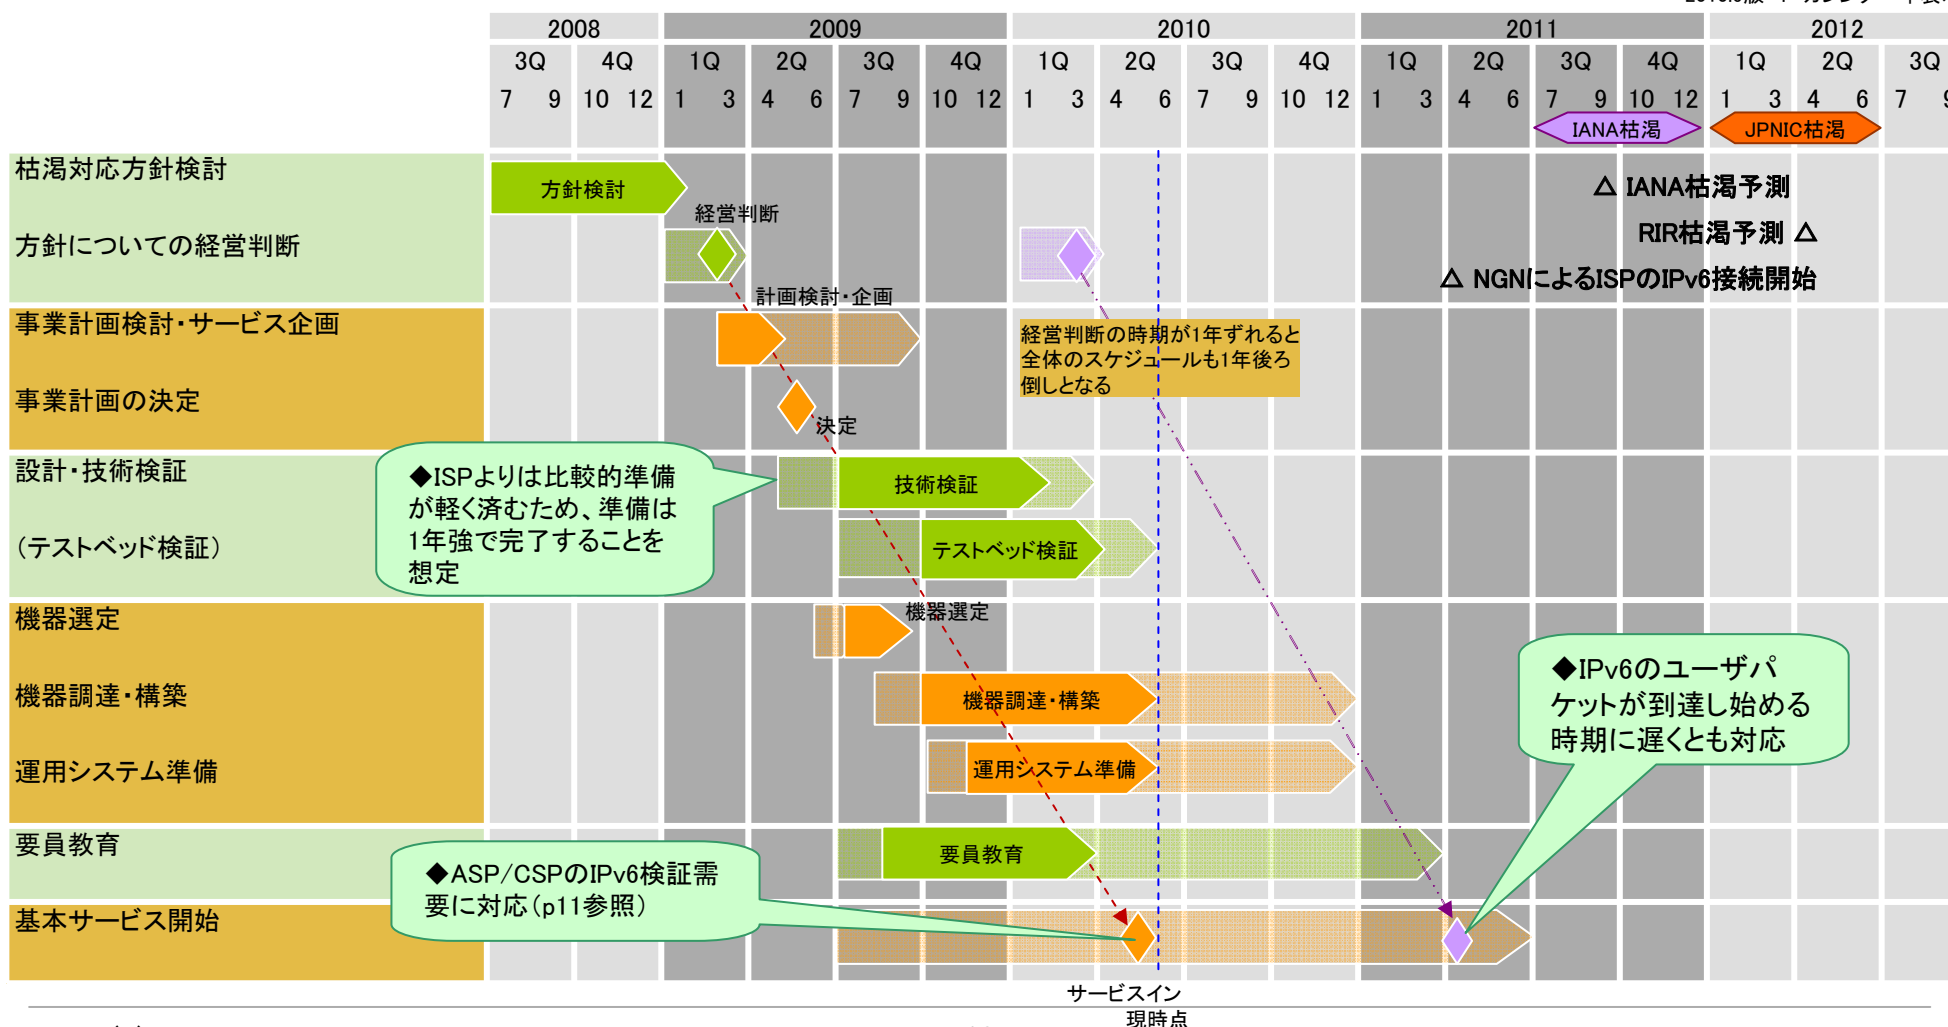 2008 2009 2010 2011 2012
3Q 4Q 1Q 2Q 3Q 4Q 1Q 2Q 3Q 4Q 1Q 2Q 3Q 4Q 1Q 2Q 3Q
7 9 10 12 1 3 4 6 7 9 10 12 1 3 4 6 7 9 10 12 1 3 4 6 7 9 10 12 1 3 4 6 7 9
IANA枯渇 JPNIC枯渇
枯渇対応方針検討
方針検討
△ IANA枯渇予測
経営判断
方針についての経営判断
RIR枯渇予測 △
△ NGNによるISPのIPv6接続開始
計画検討・企画
事業計画検討・サービス企画
経営判断の時期が1年ずれると
全体のスケジュールも1年後ろ
倒しとなる
事業計画の決定
決定
設計・技術検証
◆ISPよりは比較的準備
が軽く済むため、準備は
1年強で完了することを
想定
技術検証
（テストベッド検証）
テストベッド検証
機器選定
機器選定
機器調達・構築
機器調達・構築
◆IPv6のユーザパ
ケットが到達し始める
時期に遅くとも対応
運用システム準備
運用システム準備
要員教育
要員教育
◆ASP/CSPのIPv6検証需
要に対応（p11参照）
基本サービス開始
サービスイン
現時点